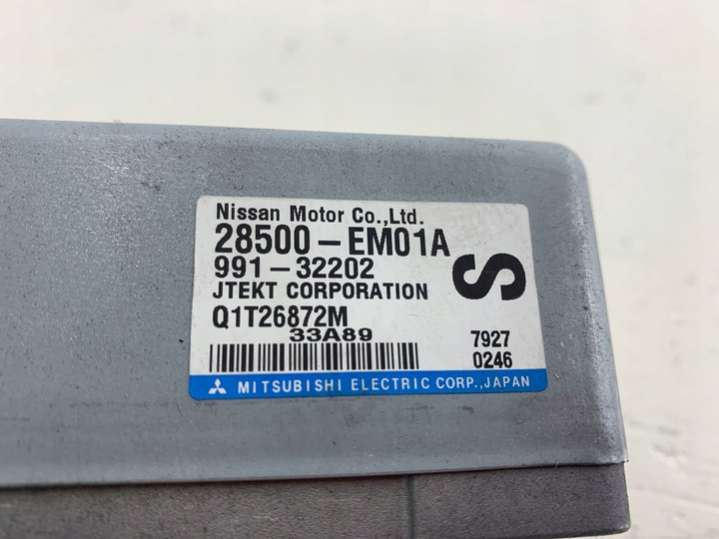 Nissan Motor Co.,Ltd.
28500-EM01A
991-32202
S
JTEKT CORPORATION
Q1T26872M
33A89
7927
0246
MITSUBISHI ELECTRIC CORP.,JAPAN